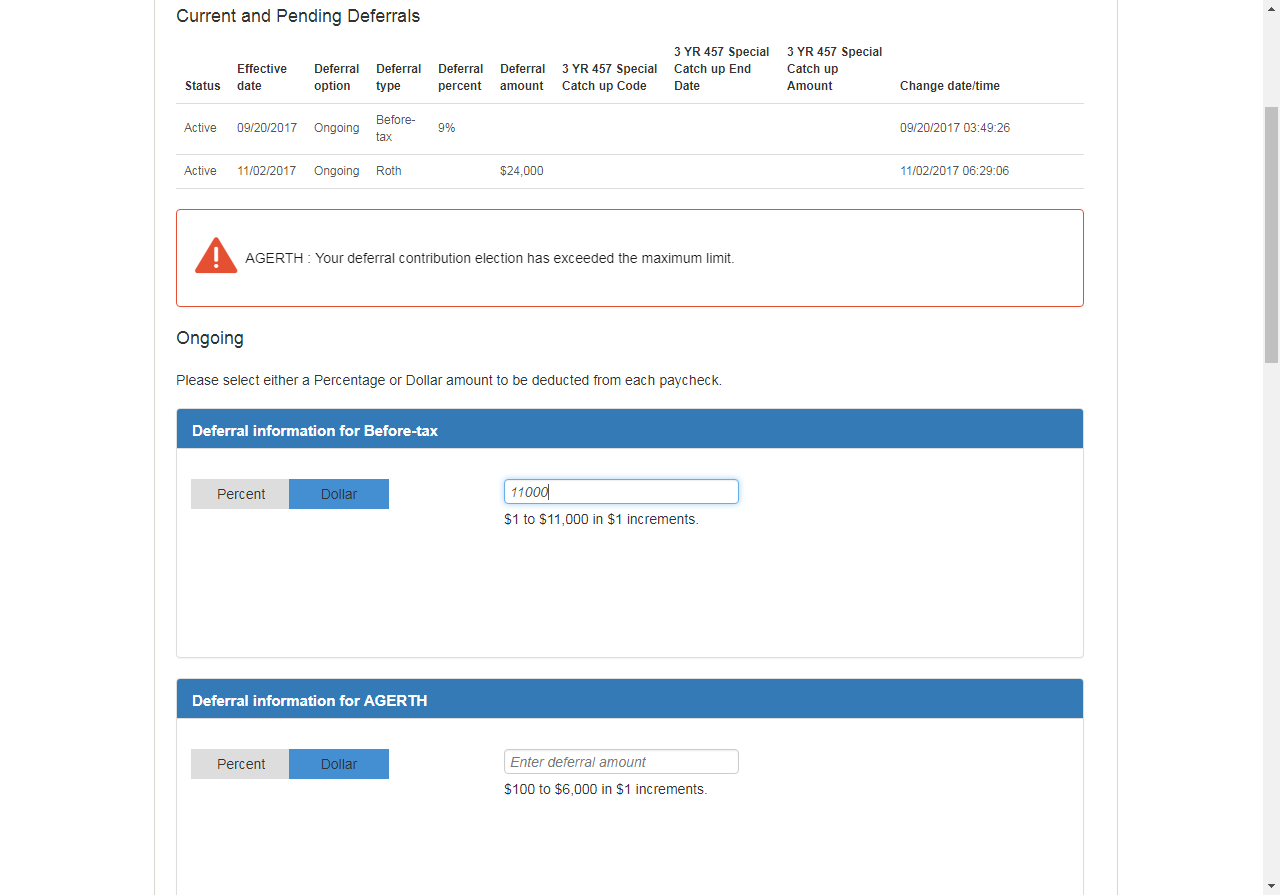 Current and Pending Deferrals
Status Effective date Deferral option Deferral type Deferral percent Deferral amount 3 YR 457 Special Catch up Code 3 YR 457 Special Catch up End Date 3 YR 457 Special Catch up Amount Change date/time
Active 09/20/2017 Ongoing Before-tax 9% 09/20/2017 03:49:26
Active 11/02/2017 Ongoing Roth $24,000 11/02/2017 06:29:06
AGERTH : Your deferral contribution election has exceeded the maximum limit.
Ongoing
Please select either a Percentage or Dollar amount to be deducted from each paycheck.
Deferral information for Before-tax
Percent Dollar 11000
$1 to $11,000 in $1 increments.
Deferral information for AGERTH
Percent Dollar Enter deferral amount
$100 to $6,000 in $1 increments.